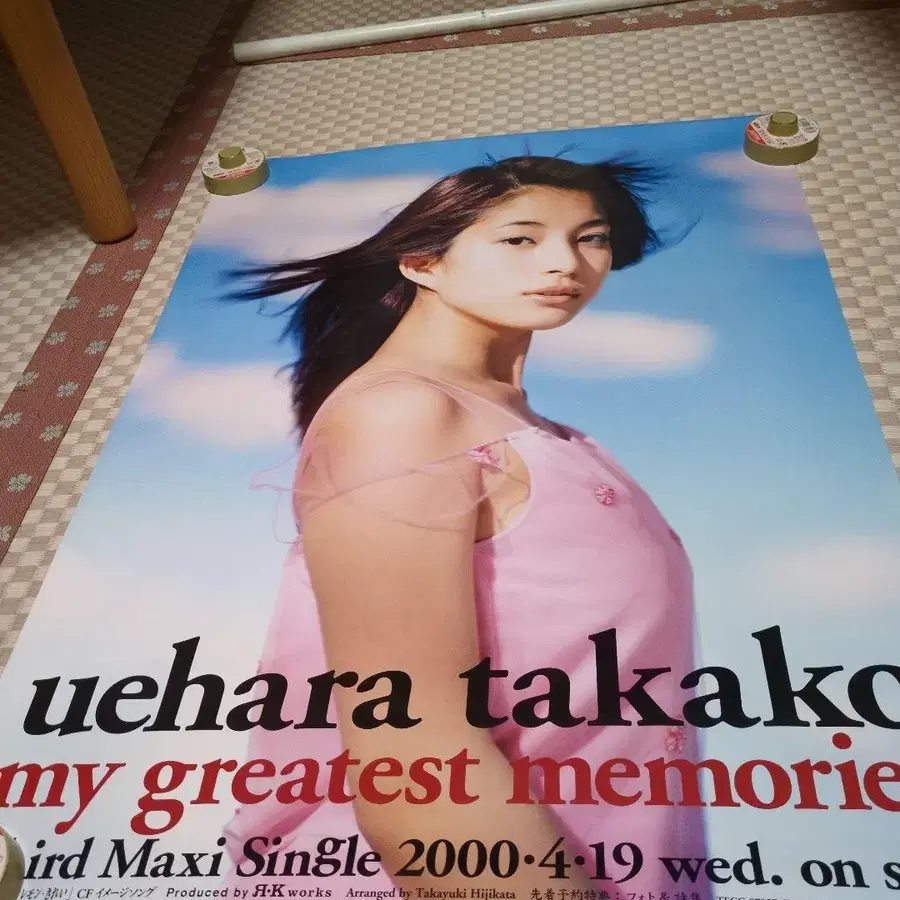 uehara takako
my greatest memorie
ird Maxi Single 2000・4・19 wed. on s
CFイメージソング Produced by Я・K works Arranged by Takayuki Hijikata 先着予約特典：フォト&詩集